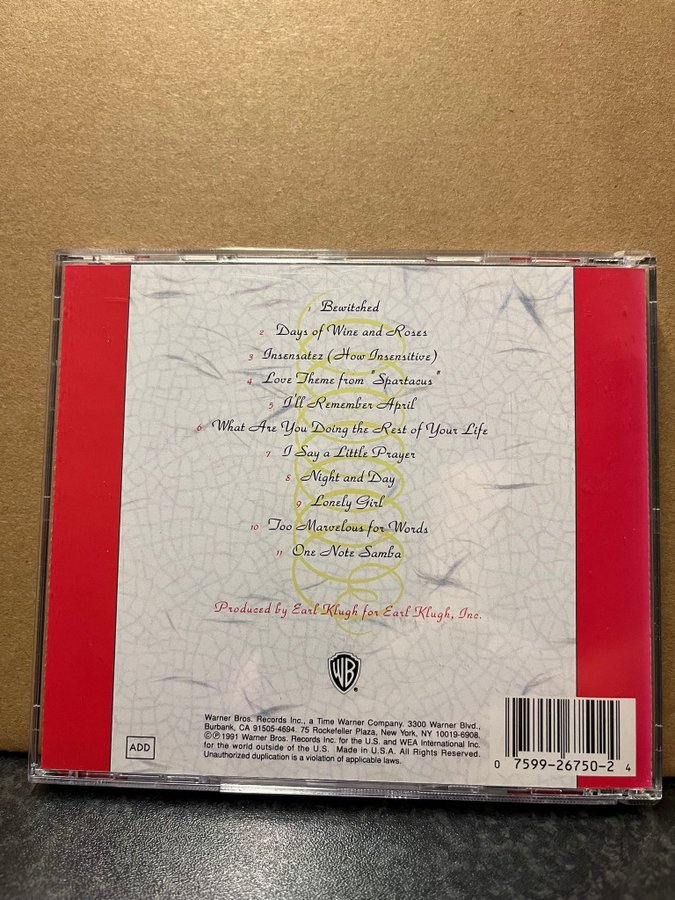 1 Bewitched
2 Days of Wine and Roses
3 Insensatez (How Insensitive)
4 Love Theme from "Spartacus"
5 I'll Remember April
6 What Are You Doing the Rest of Your Life
7 I Say a Little Prayer
8 Night and Day
9 Lonely Girl
10 Too Marvelous for Words
11 One Note Samba
Produced by Earl Klugh for Earl Klugh, Inc.
WB
®
Warner Bros. Records Inc., a Time Warner Company. 3300 Warner Blvd.,
Burbank, CA 91505-4694. 75 Rockefeller Plaza, New York, NY 10019-6908.
©℗ 1991 Warner Bros. Records Inc. for the U.S. and WEA International Inc.
for the world outside of the U.S. Made in U.S.A. All Rights Reserved.
Unauthorized duplication is a violation of applicable laws.
ADD
0 7599-26750-2 4